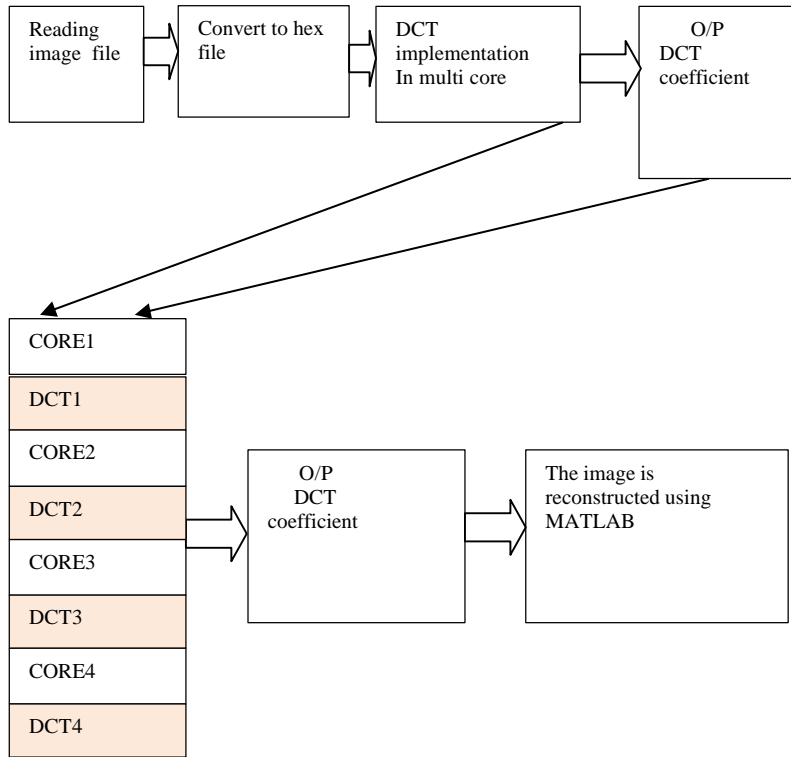 Reading
image file
Convert to hex
file
DCT
implementation
In multi core
O/P
DCT
coefficient
CORE1
DCT1
CORE2
DCT2
CORE3
DCT3
CORE4
DCT4
O/P
DCT
coefficient
The image is
reconstructed using
MATLAB